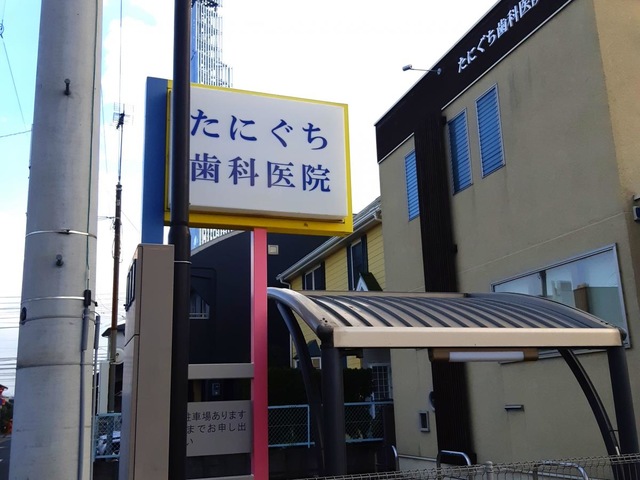 たにぐち
歯科医院
たにぐち歯科医院
駐車場あります
までお申し出
い